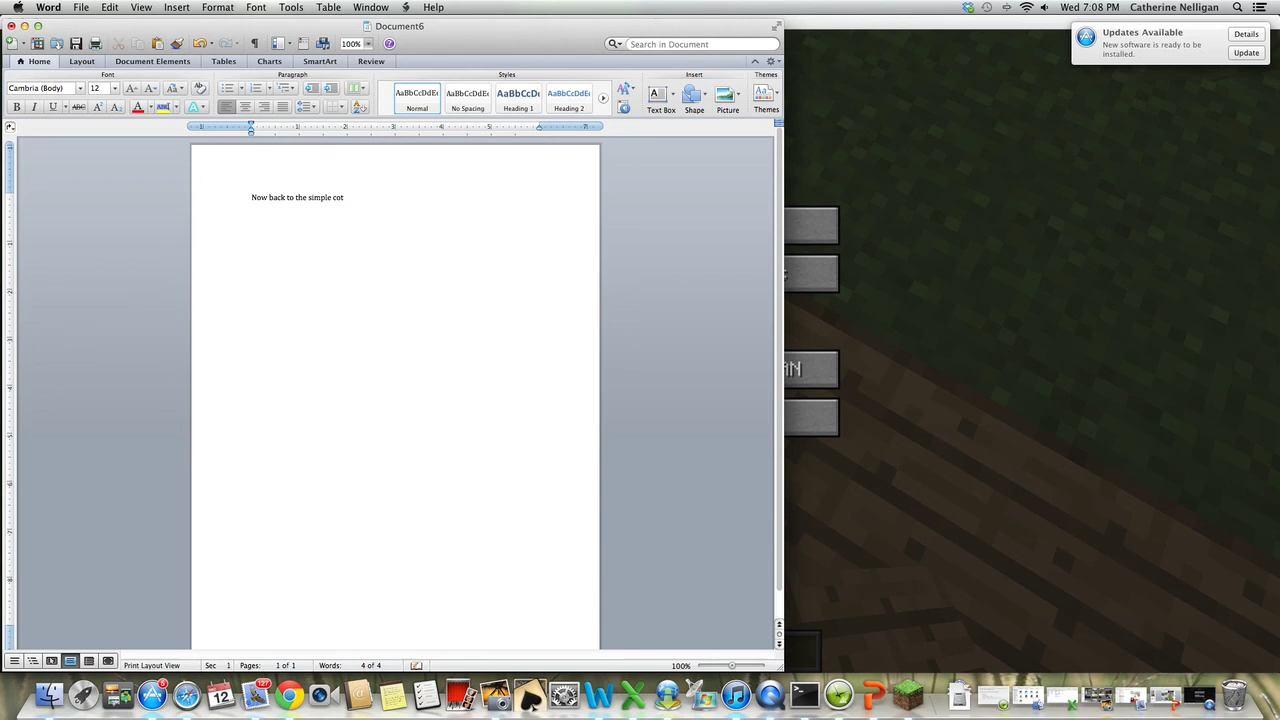 Word File Edit View Insert Format Font Tools Table Window Help
Wed 7:08 PM Catherine Nelligan
Document6
100%
Search in Document
Home Layout Document Elements Tables Charts SmartArt Review
Font Paragraph Styles Insert Themes
Cambria (Body) 12
AaBbCcDdEe AaBbCcDdEe AaBbCcDc AaBbCcDdEe
Normal No Spacing Heading 1 Heading 2
Text Box Shape Picture Themes
Now back to the simple cot
Updates Available
New software is ready to be
installed.
Details
Update
AN
Print Layout View Sec 1 Pages: 1 of 1 Words: 4 of 4 100%
12